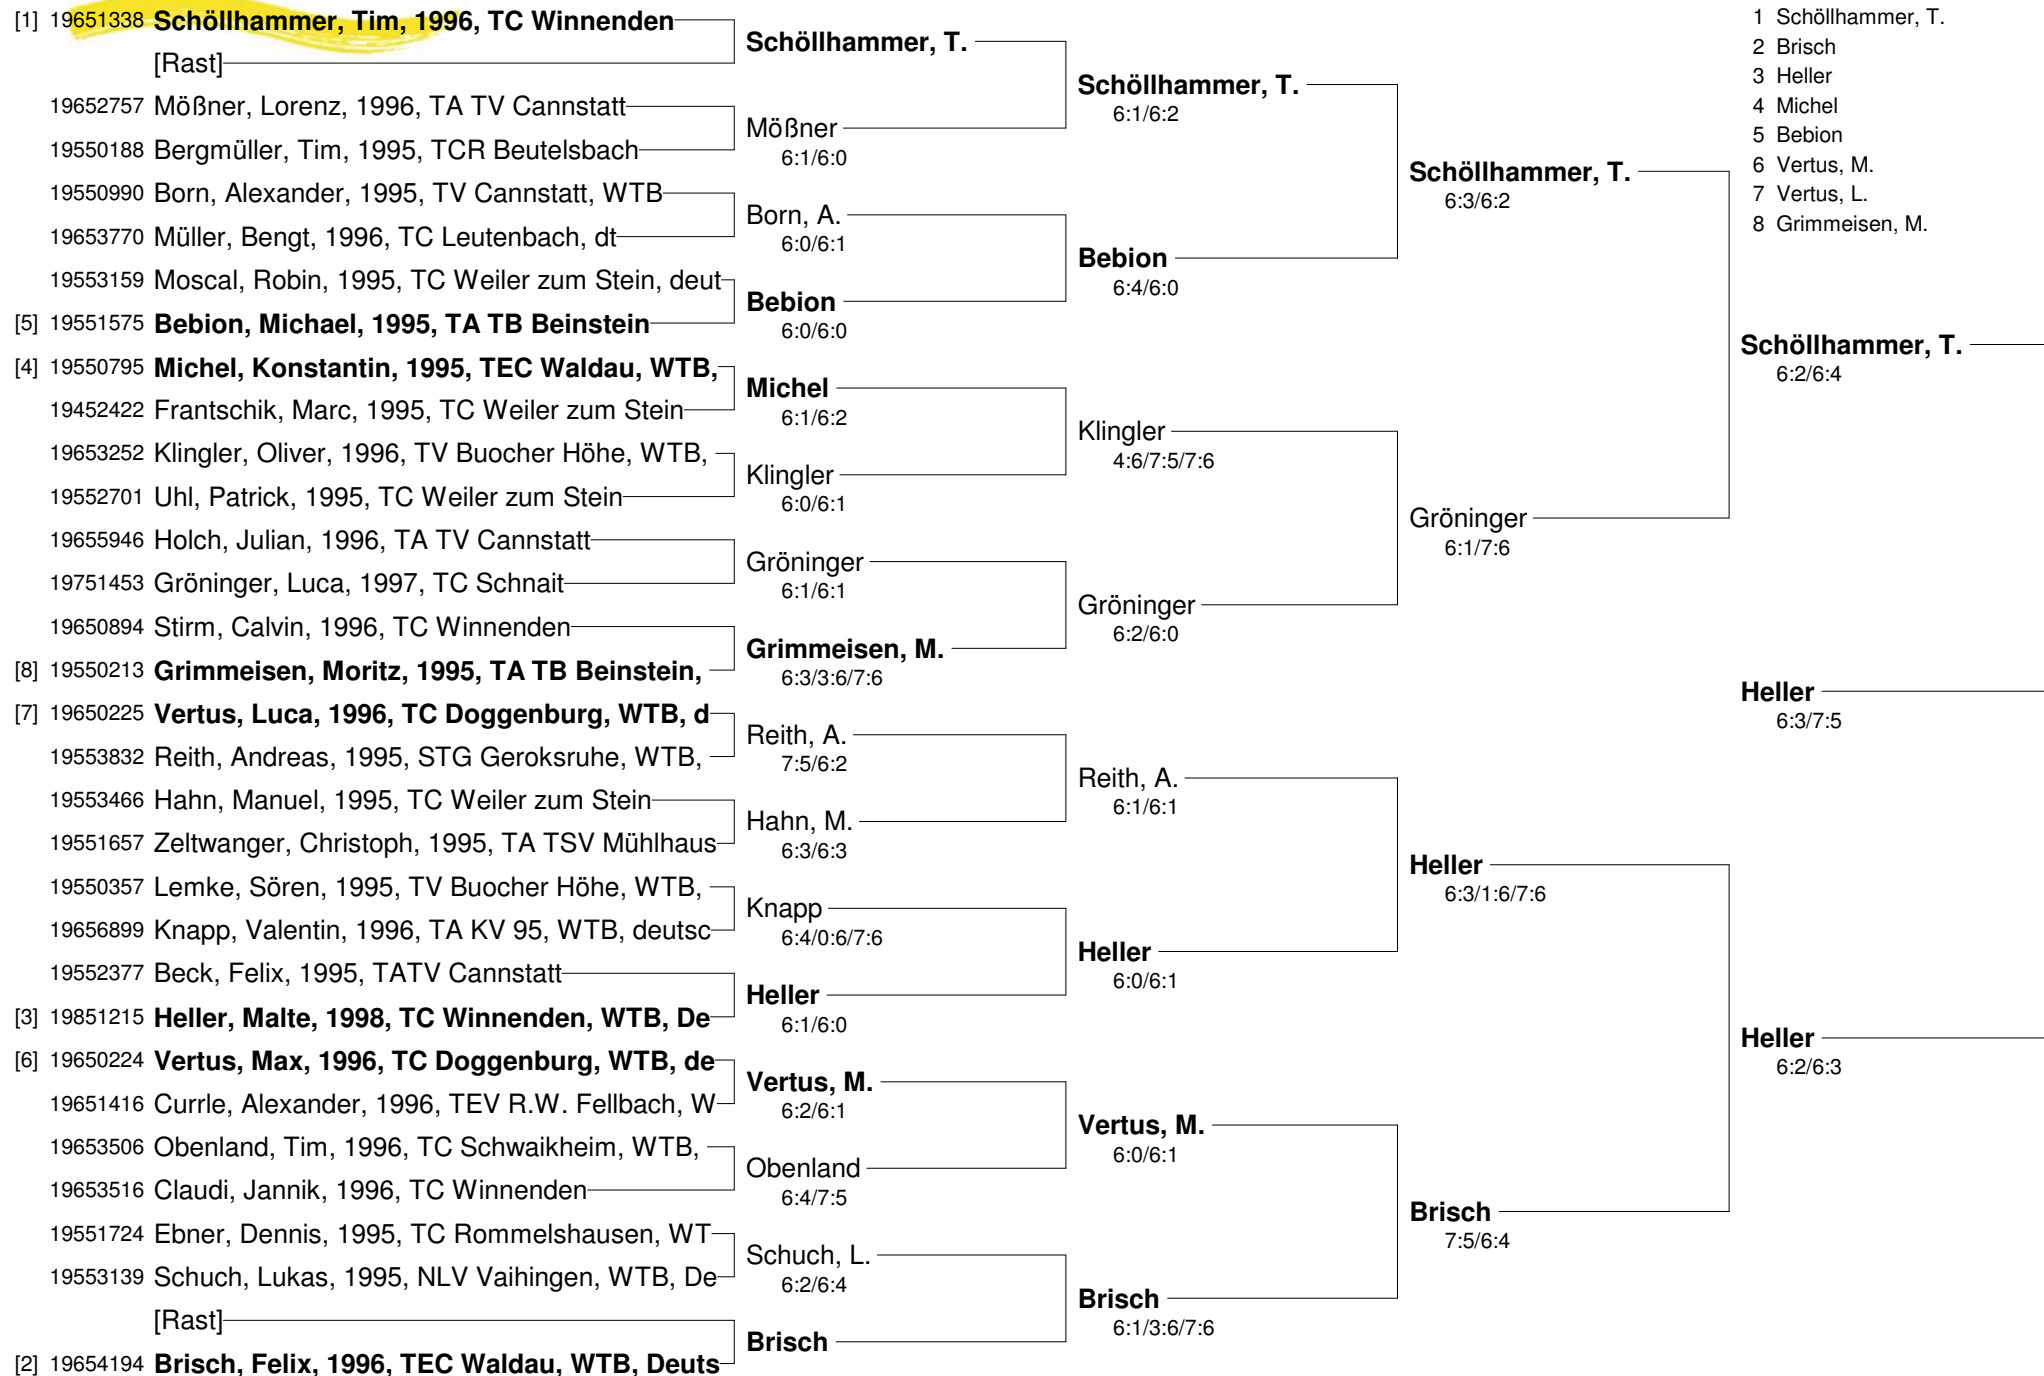 [1] 19651338 Schöllhammer, Tim, 1996, TC Winnenden
[Rast]
19652757 Mößner, Lorenz, 1996, TA TV Cannstatt
19550188 Bergmüller, Tim, 1995, TCR Beutelsbach
19550990 Born, Alexander, 1995, TV Cannstatt, WTB
19653770 Müller, Bengt, 1996, TC Leutenbach, dt
19553159 Moscal, Robin, 1995, TC Weiler zum Stein, deut
[5] 19551575 Bebion, Michael, 1995, TA TB Beinstein
[4] 19550795 Michel, Konstantin, 1995, TEC Waldau, WTB,
19452422 Frantschik, Marc, 1995, TC Weiler zum Stein
19653252 Klingler, Oliver, 1996, TV Buocher Höhe, WTB,
19552701 Uhl, Patrick, 1995, TC Weiler zum Stein
19655946 Holch, Julian, 1996, TA TV Cannstatt
19751453 Gröninger, Luca, 1997, TC Schnait
19650894 Stirm, Calvin, 1996, TC Winnenden
[8] 19550213 Grimmeisen, Moritz, 1995, TA TB Beinstein,
[7] 19650225 Vertus, Luca, 1996, TC Doggenburg, WTB, d
19553832 Reith, Andreas, 1995, STG Geroksruhe, WTB,
19553466 Hahn, Manuel, 1995, TC Weiler zum Stein
19551657 Zeltwanger, Christoph, 1995, TA TSV Mühlhaus
19550357 Lemke, Sören, 1995, TV Buocher Höhe, WTB,
19656899 Knapp, Valentin, 1996, TA KV 95, WTB, deutsc
19552377 Beck, Felix, 1995, TATV Cannstatt
[3] 19851215 Heller, Malte, 1998, TC Winnenden, WTB, De
[6] 19650224 Vertus, Max, 1996, TC Doggenburg, WTB, de
19651416 Currle, Alexander, 1996, TEV R.W. Fellbach, W
19653506 Obenland, Tim, 1996, TC Schwaikheim, WTB,
19653516 Claudi, Jannik, 1996, TC Winnenden
19551724 Ebner, Dennis, 1995, TC Rommelshausen, WT
19553139 Schuch, Lukas, 1995, NLV Vaihingen, WTB, De
[Rast]
[2] 19654194 Brisch, Felix, 1996, TEC Waldau, WTB, Deuts
Schöllhammer, T.
Mößner
6:1/6:0
Born, A.
6:0/6:1
Bebion
6:0/6:0
Michel
6:1/6:2
Klingler
6:0/6:1
Gröninger
6:1/6:1
Grimmeisen, M.
6:3/3:6/7:6
Reith, A.
7:5/6:2
Hahn, M.
6:3/6:3
Knapp
6:4/0:6/7:6
Heller
6:1/6:0
Vertus, M.
6:2/6:1
Obenland
6:4/7:5
Schuch, L.
6:2/6:4
Brisch
Schöllhammer, T.
6:1/6:2
Bebion
6:4/6:0
Klingler
4:6/7:5/7:6
Gröninger
6:2/6:0
Reith, A.
6:1/6:1
Heller
6:0/6:1
Vertus, M.
6:0/6:1
Brisch
6:1/3:6/7:6
Schöllhammer, T.
6:3/6:2
Gröninger
6:1/7:6
Heller
6:3/1:6/7:6
Brisch
7:5/6:4
1 Schöllhammer, T.
2 Brisch
3 Heller
4 Michel
5 Bebion
6 Vertus, M.
7 Vertus, L.
8 Grimmeisen, M.
Schöllhammer, T.
6:2/6:4
Heller
6:3/7:5
Heller
6:2/6:3